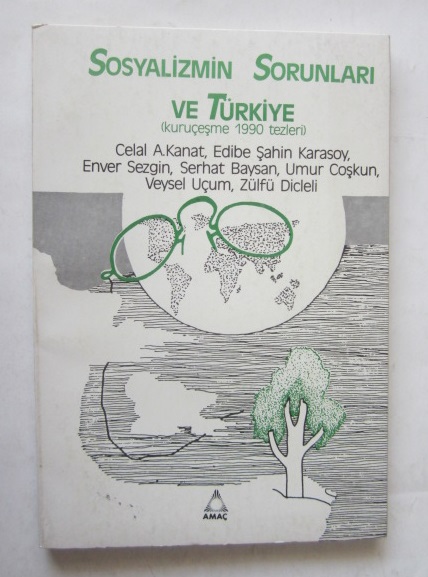 SOSYALİZMİN SORUNLARI
VE TÜRKİYE
(kuruçeşme 1990 tezleri)
Celal A.Kanat, Edibe Şahin Karasoy,
Enver Sezgin, Serhat Baysan, Umur Coşkun,
Veysel Uçum, Zülfü Dicleli
AMAÇ